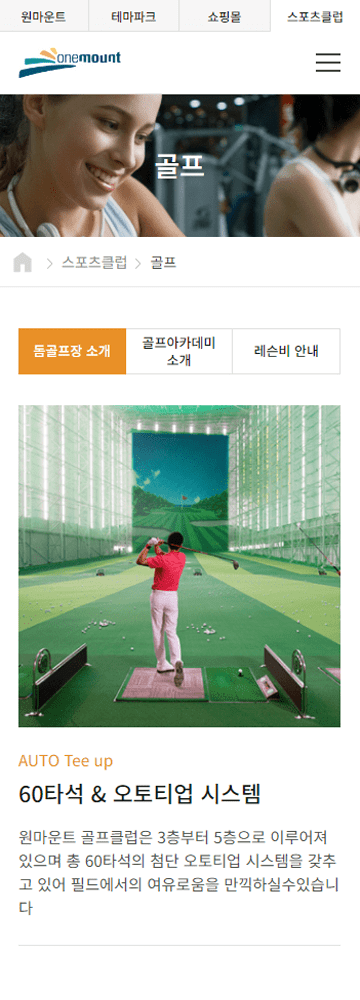 원마운트
테마파크
쇼핑몰
스포츠클럽
onemount
골프
스포츠클럽
골프
돔골프장 소개
골프아카데미
소개
레슨비 안내
AUTO Tee up
60타석 & 오토티업 시스템
원마운트 골프클럽은 3층부터 5층으로 이루어져
있으며 총 60타석의 첨단 오토티업 시스템을 갖추
고 있어 필드에서의 여유로움을 만끽하실수있습니
다